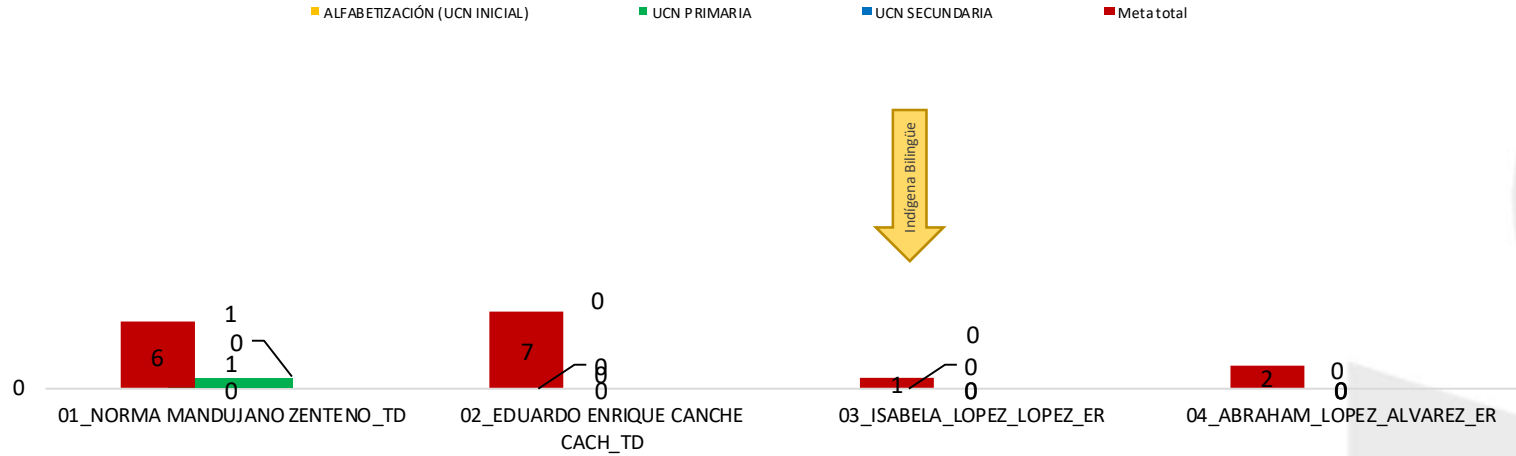 ALFABETIZACIÓN (UCN INICIAL) UCN PRIMARIA UCN SECUNDARIA Meta total
Indígena Bilingüe
6
1
0
1
0
7
0
0
0
0
1
0
0
0
2
0
0
0
0
01_NORMA MANDUJANO ZENTENO_TD
02_EDUARDO ENRIQUE CANCHE
CACH_TD
03_ISABELA_LOPEZ_LOPEZ_ER
04_ABRAHAM_LOPEZ_ALVAREZ_ER